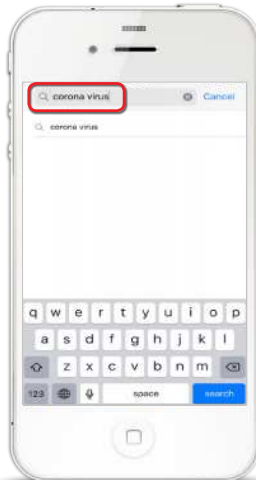 corona virus Cancel
corona virus
q w e r t y u i o p
a s d f g h j k l
z x c v b n m
123 space search